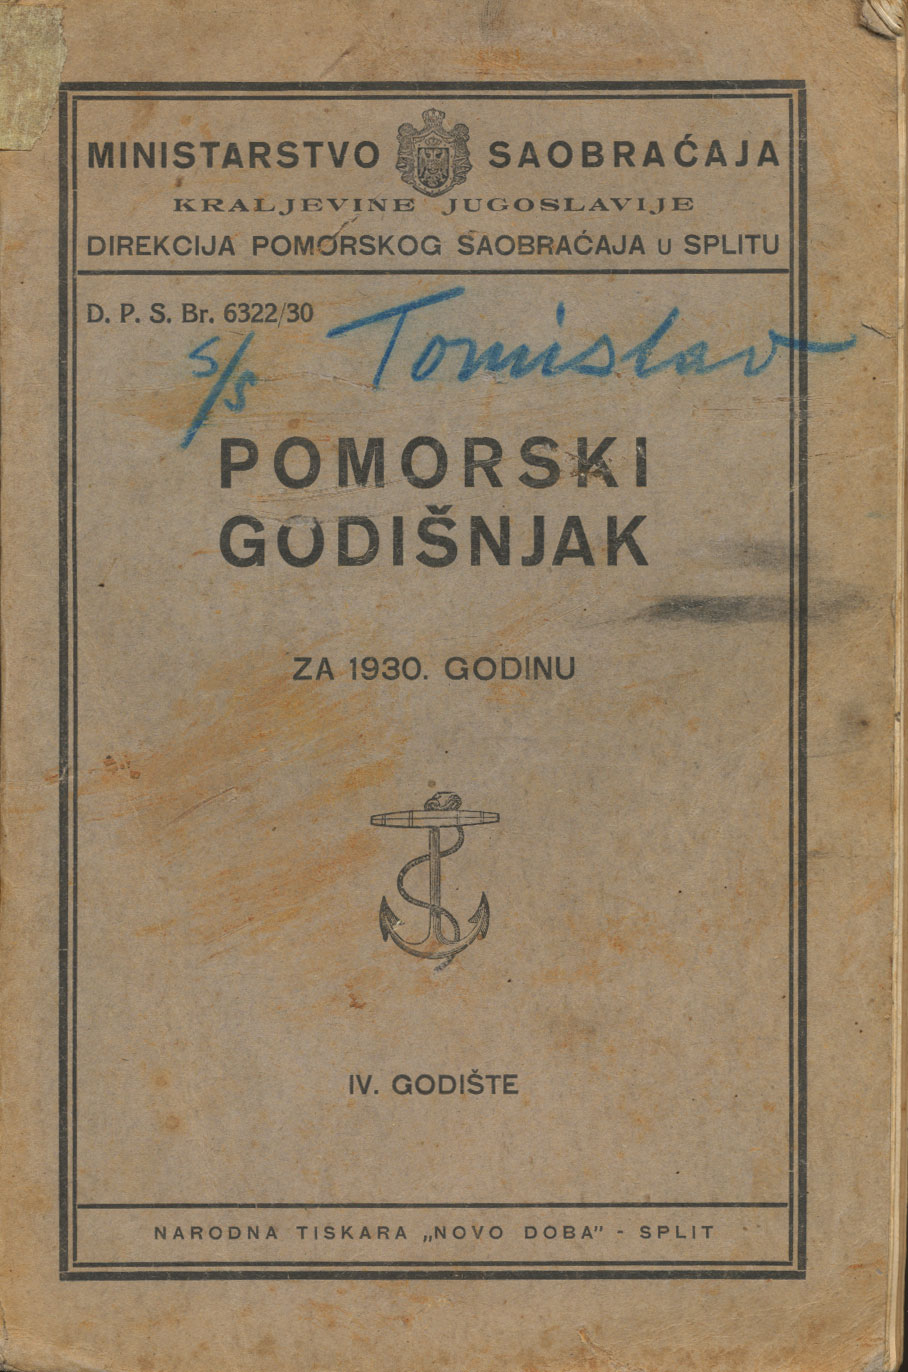 MINISTARSTVO SAOBRAĆAJA
KRALJEVINE JUGOSLAVIJE
DIREKCIJA POMORSKOG SAOBRAĆAJA U SPLITU
D. P. S. Br. 6322/30
s/s Tomislav
POMORSKI
GODIŠNJAK
ZA 1930. GODINU
IV. GODIŠTE
NARODNA TISKARA „NOVO DOBA” - SPLIT